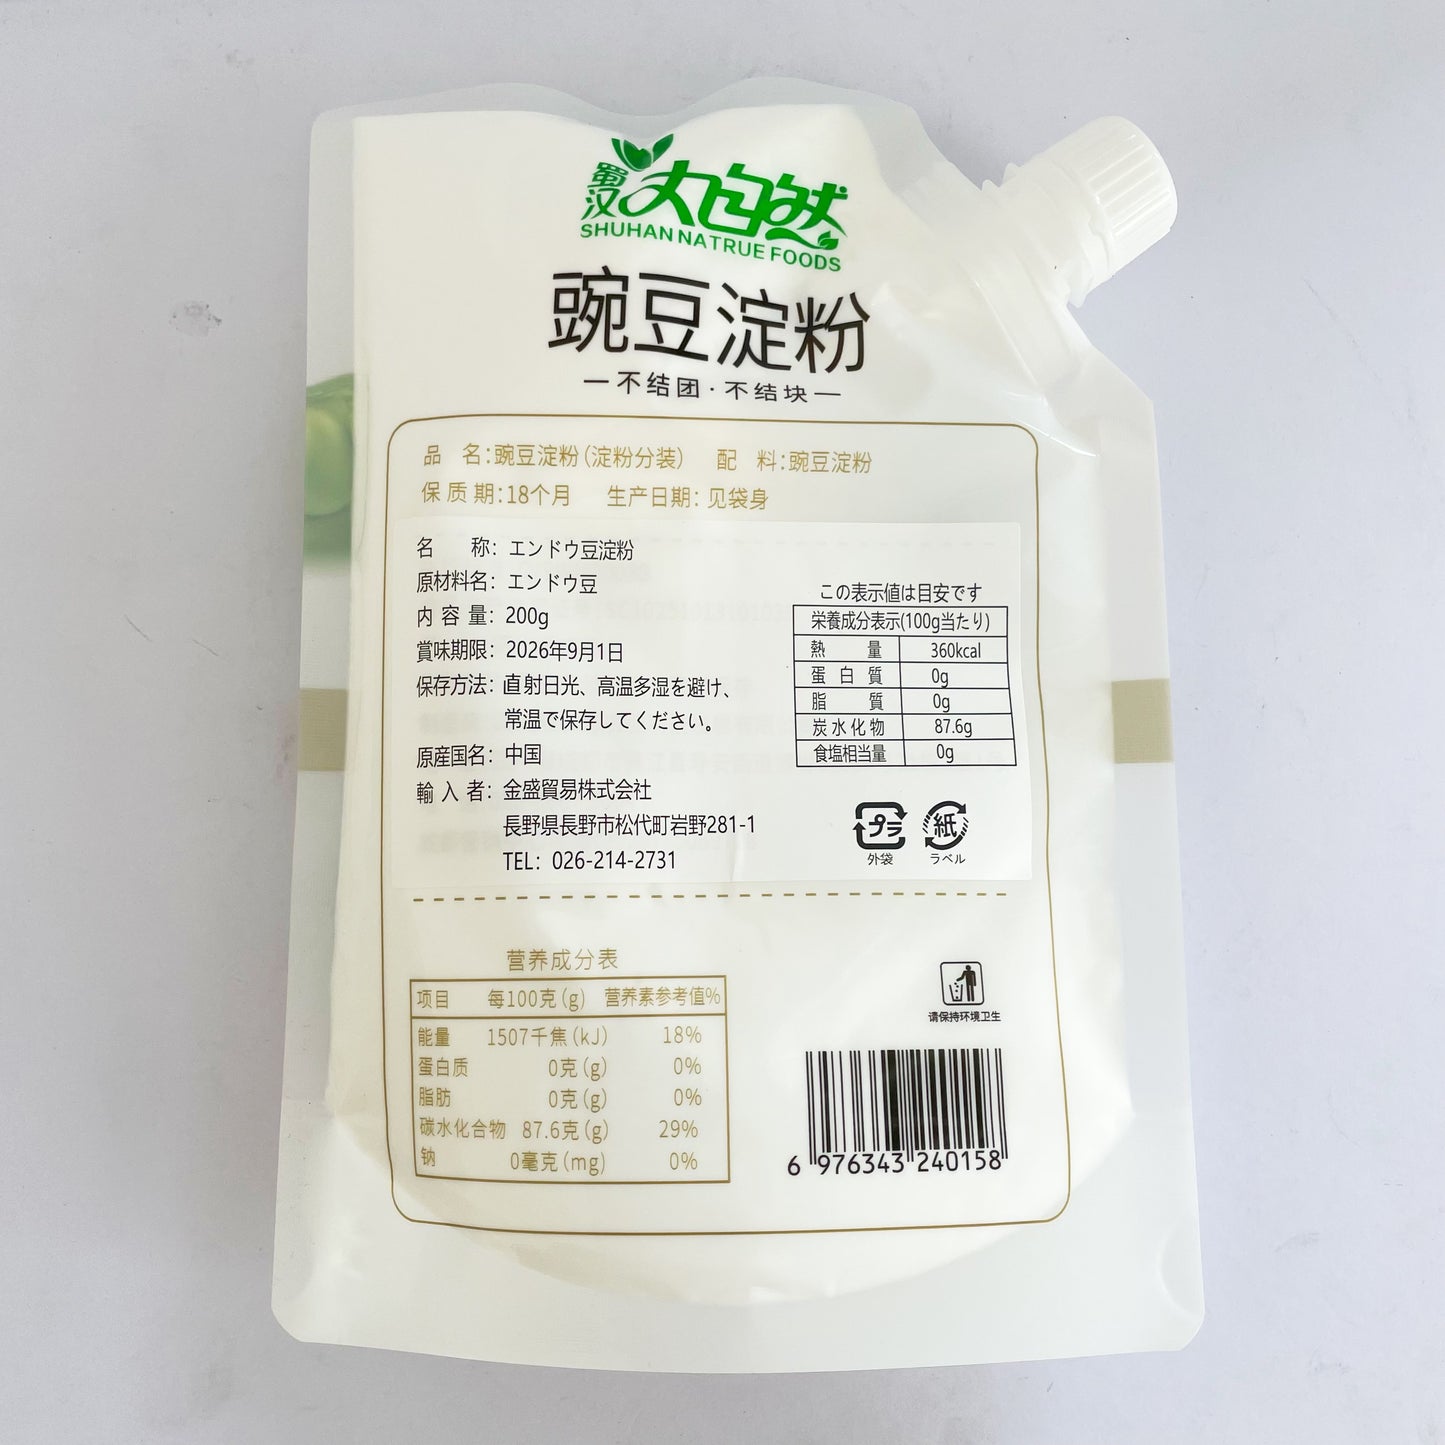 蜀汉大自然
SHUHAN NATRUE FOODS
豌豆淀粉
一不结团·不结块一
品 名:豌豆淀粉(淀粉分装) 配 料:豌豆淀粉
保质期:18个月 生产日期:见袋身
名 称: エンドウ豆淀粉
原材料名: エンドウ豆
内容量: 200g
賞味期限: 2026年9月1日
保存方法: 直射日光、高温多湿を避け、
常温で保存してください。
原産国名: 中国
輸入者: 金盛貿易株式会社
長野県長野市松代町岩野281-1
TEL: 026-214-2731
この表示値は目安です
栄養成分表示(100g当たり)
熱量 360kcal
蛋白質 0g
脂質 0g
炭水化物 87.6g
食塩相当量 0g
プラ 紙
外袋 ラベル
营养成分表
项目 每100克(g) 营养素参考值%
能量 1507千焦(kJ) 18%
蛋白质 0克(g) 0%
脂肪 0克(g) 0%
碳水化合物 87.6克(g) 29%
钠 0毫克(mg) 0%
请保持环境卫生
6 976343 240158